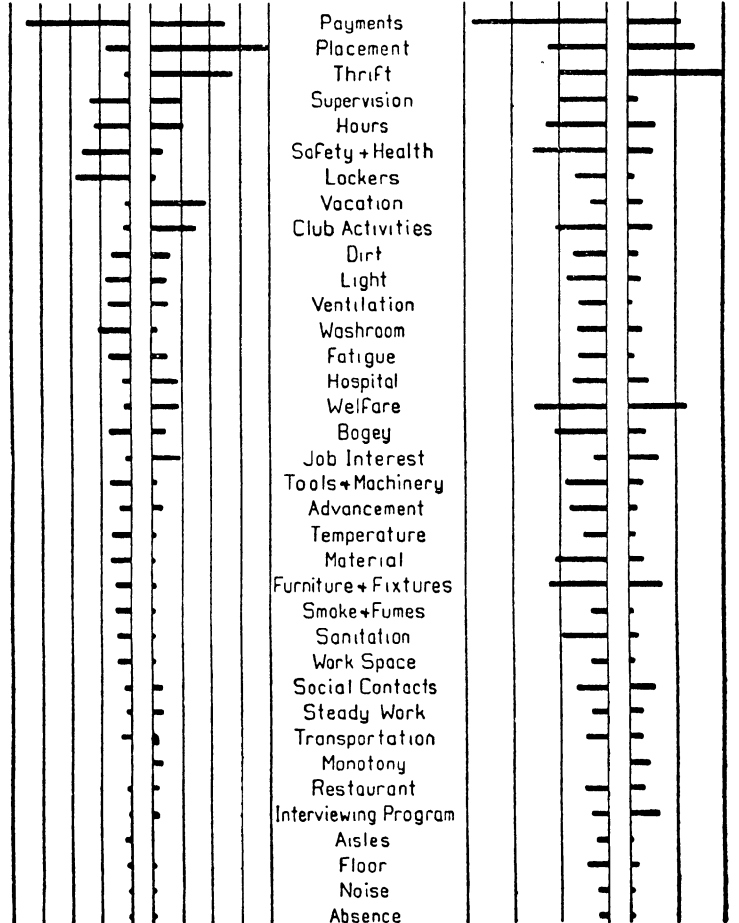 Payments
Placement
Thrift
Supervision
Hours
Safety + Health
Lockers
Vacation
Club Activities
Dirt
Light
Ventilation
Washroom
Fatigue
Hospital
Welfare
Bogey
Job Interest
Tools + Machinery
Advancement
Temperature
Material
Furniture + Fixtures
Smoke + Fumes
Sanitation
Work Space
Social Contacts
Steady Work
Transportation
Monotony
Restaurant
Interviewing Program
Aisles
Floor
Noise
Absence